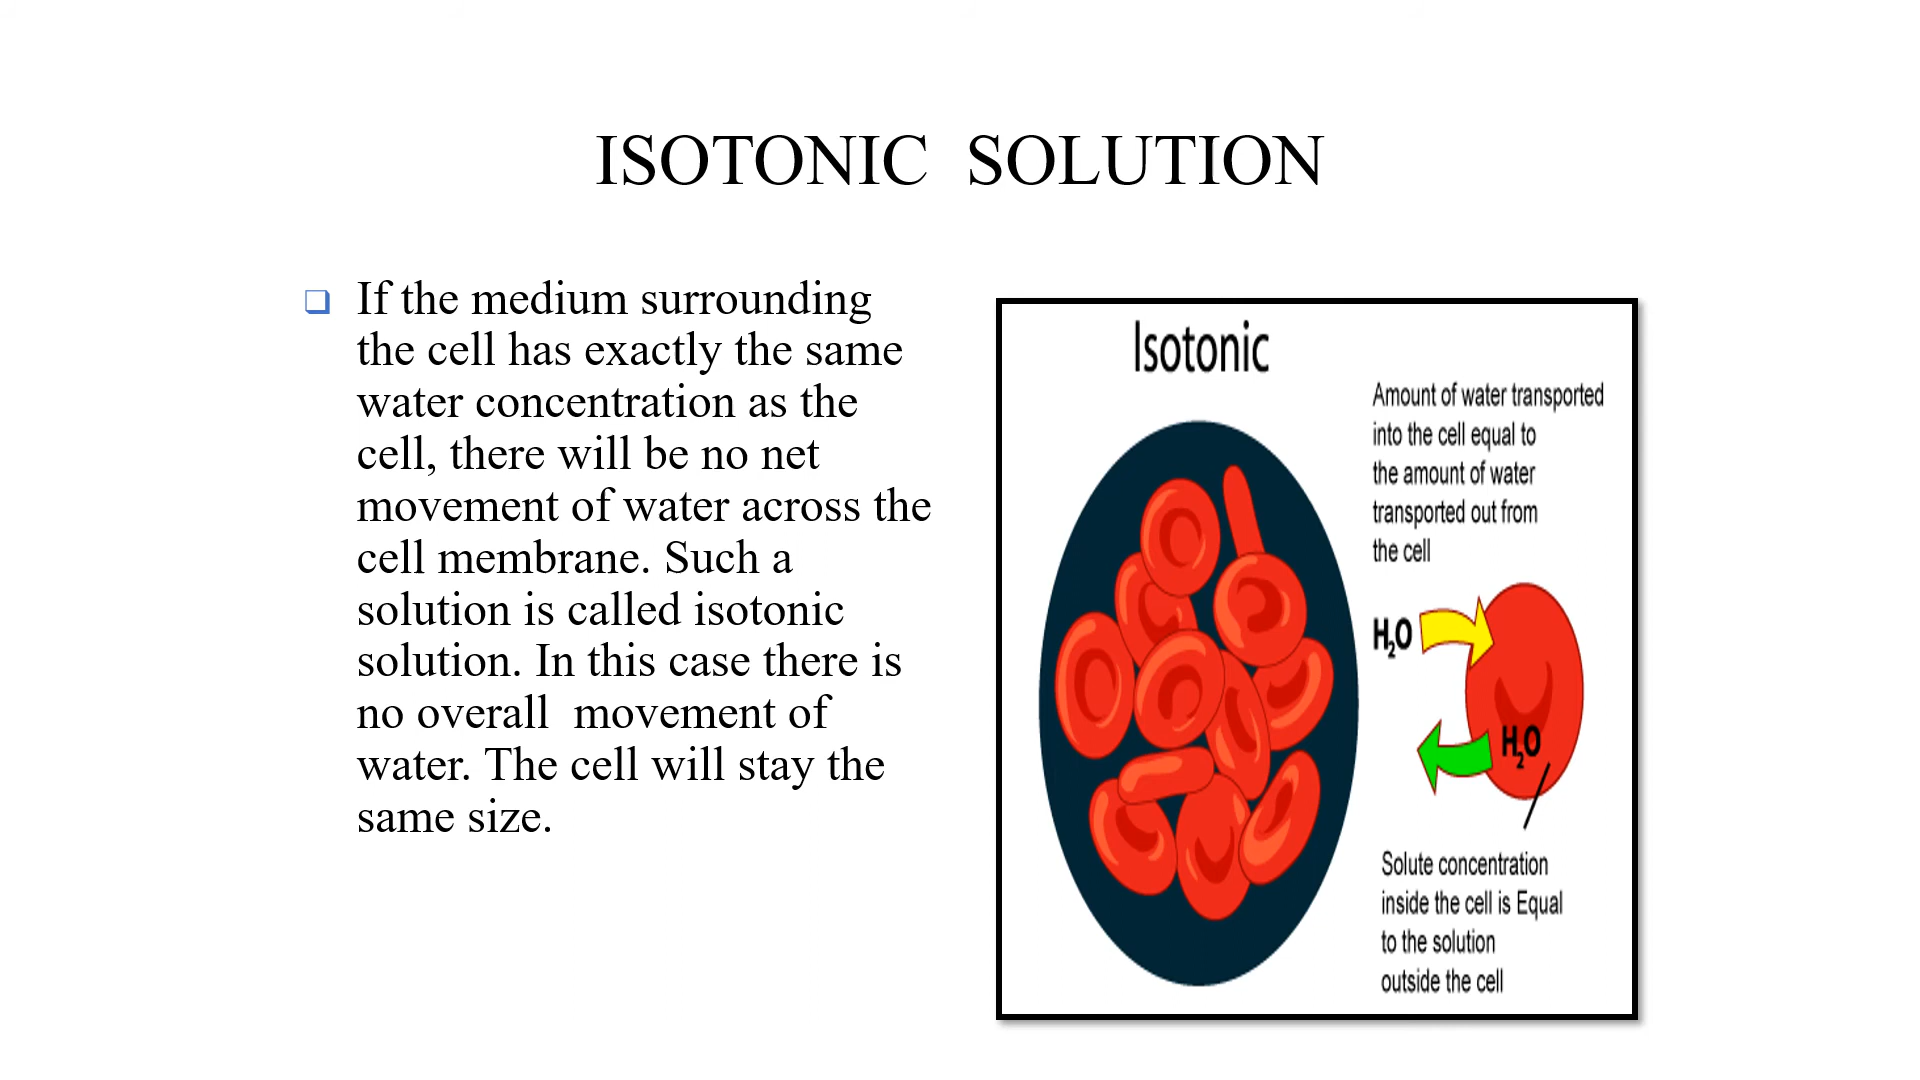 ISOTONIC  SOLUTION
❑ If the medium surrounding
the cell has exactly the same
water concentration as the
cell, there will be no net
movement of water across the
cell membrane. Such a
solution is called isotonic
solution. In this case there is
no overall  movement of
water. The cell will stay the
same size.
Isotonic
Amount of water transported
into the cell equal to
the amount of water
transported out from
the cell
H₂O
H₂O
Solute concentration
inside the cell is Equal
to the solution
outside the cell